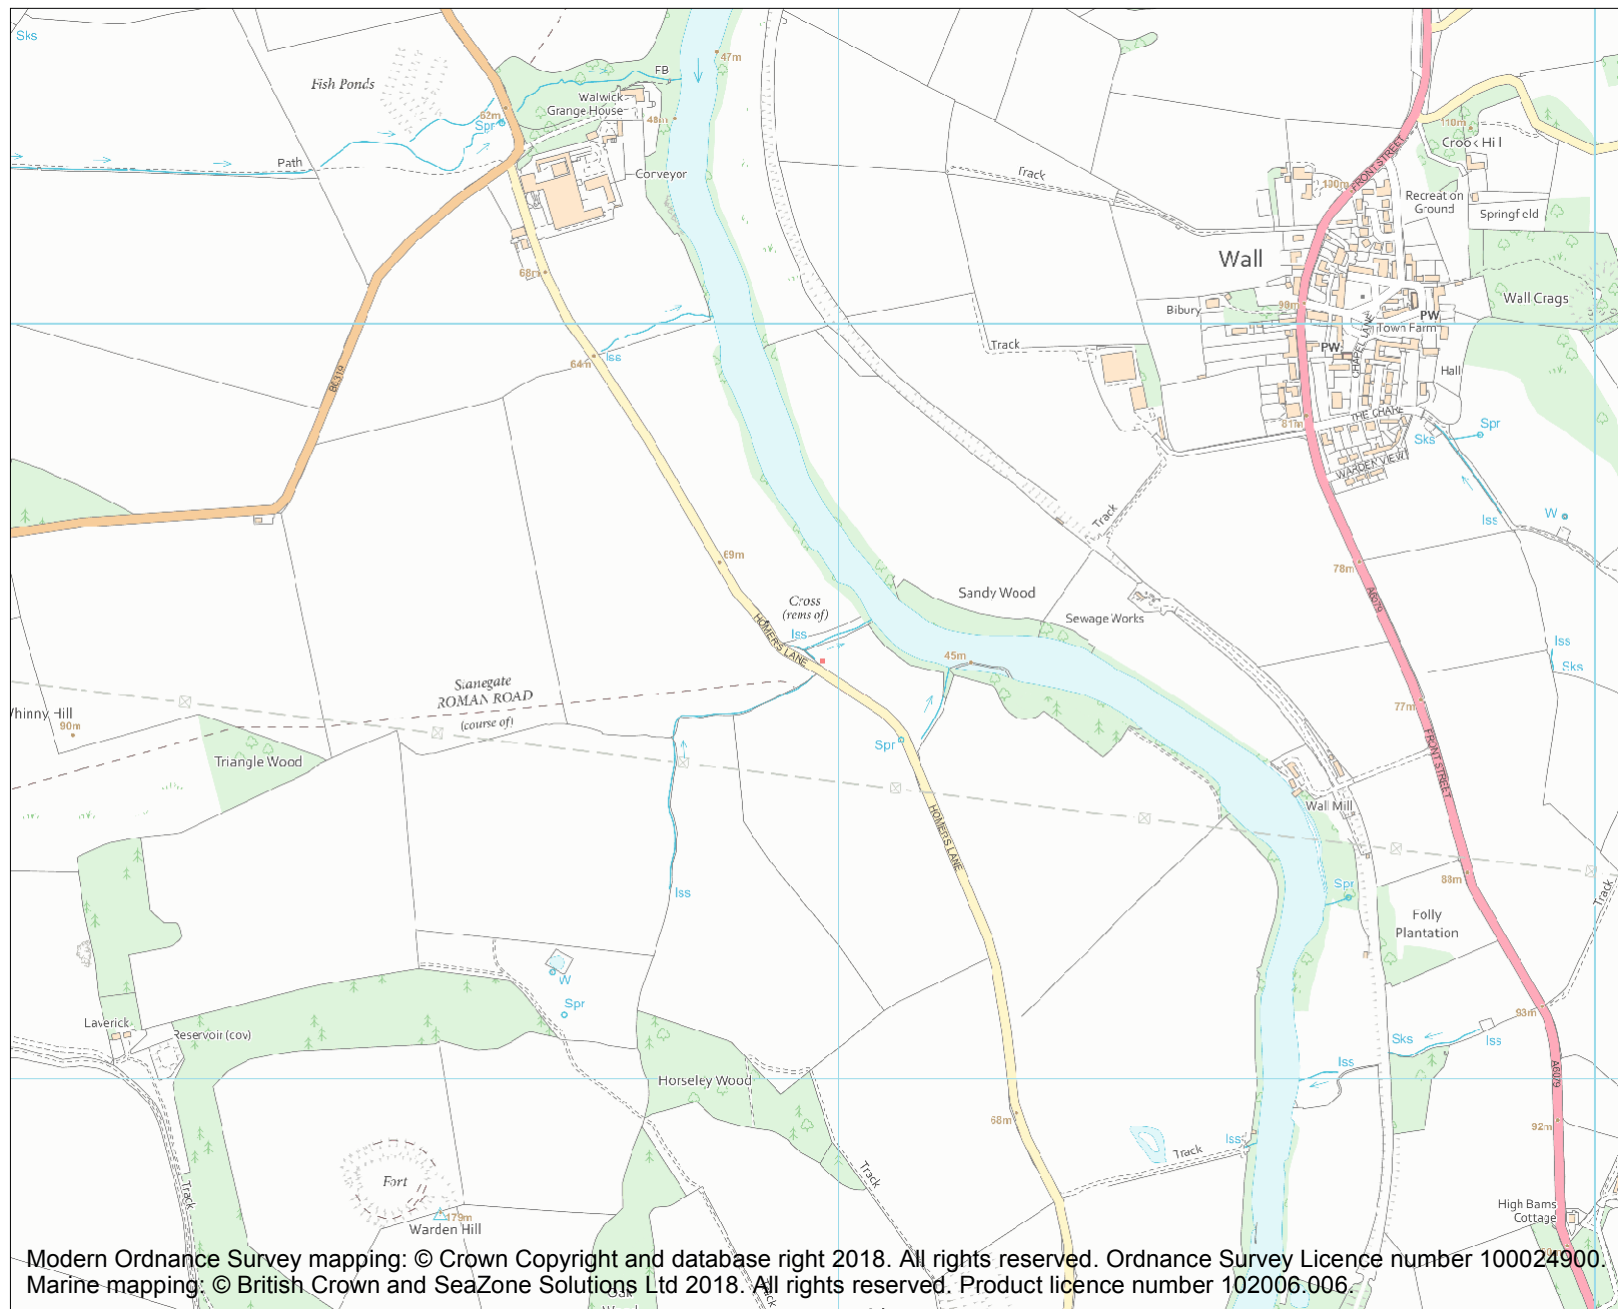 Sks
47m
Fish Ponds
FB
Walwick
Grange House
62m
Spr
48m
110m
Crook Hill
Path
Corveyor
Track
FRONT STREET
100m
Recreation
Ground
Springfield
68m
Wall
Wall Crags
Bibury
98m
PW
Town Farm
Track
PW
CHAPEL LANE
64m
Iss
Hall
B6319
THE CHARE
81m
Sks
Spr
WARDEN VIEW
Track
Iss
W
69m
78m
A6079
Cross
(rems of)
Sandy Wood
Sewage Works
HOMERS LANE
Iss
45m
Iss
Sks
Stanegate
ROMAN ROAD
(course of)
Whinny Hill
90m
77m
FRONT STREET
Triangle Wood
Spr
HOMERS LANE
Wall Mill
88m
Iss
Spr
Track
Folly
Plantation
W
Spr
Laverick
Reservoir (cov)
93m
Sks
Iss
Horseley Wood
Iss
A6079
68m
92m
Iss
Track
Track
Track
Fort
179m
Warden Hill
High Barns
Cottage
Track
Oak
Modern Ordnance Survey mapping: © Crown Copyright and database right 2018. All rights reserved. Ordnance Survey Licence number 100024900.
Marine mapping: © British Crown and SeaZone Solutions Ltd 2018. All rights reserved. Product licence number 102006.006.